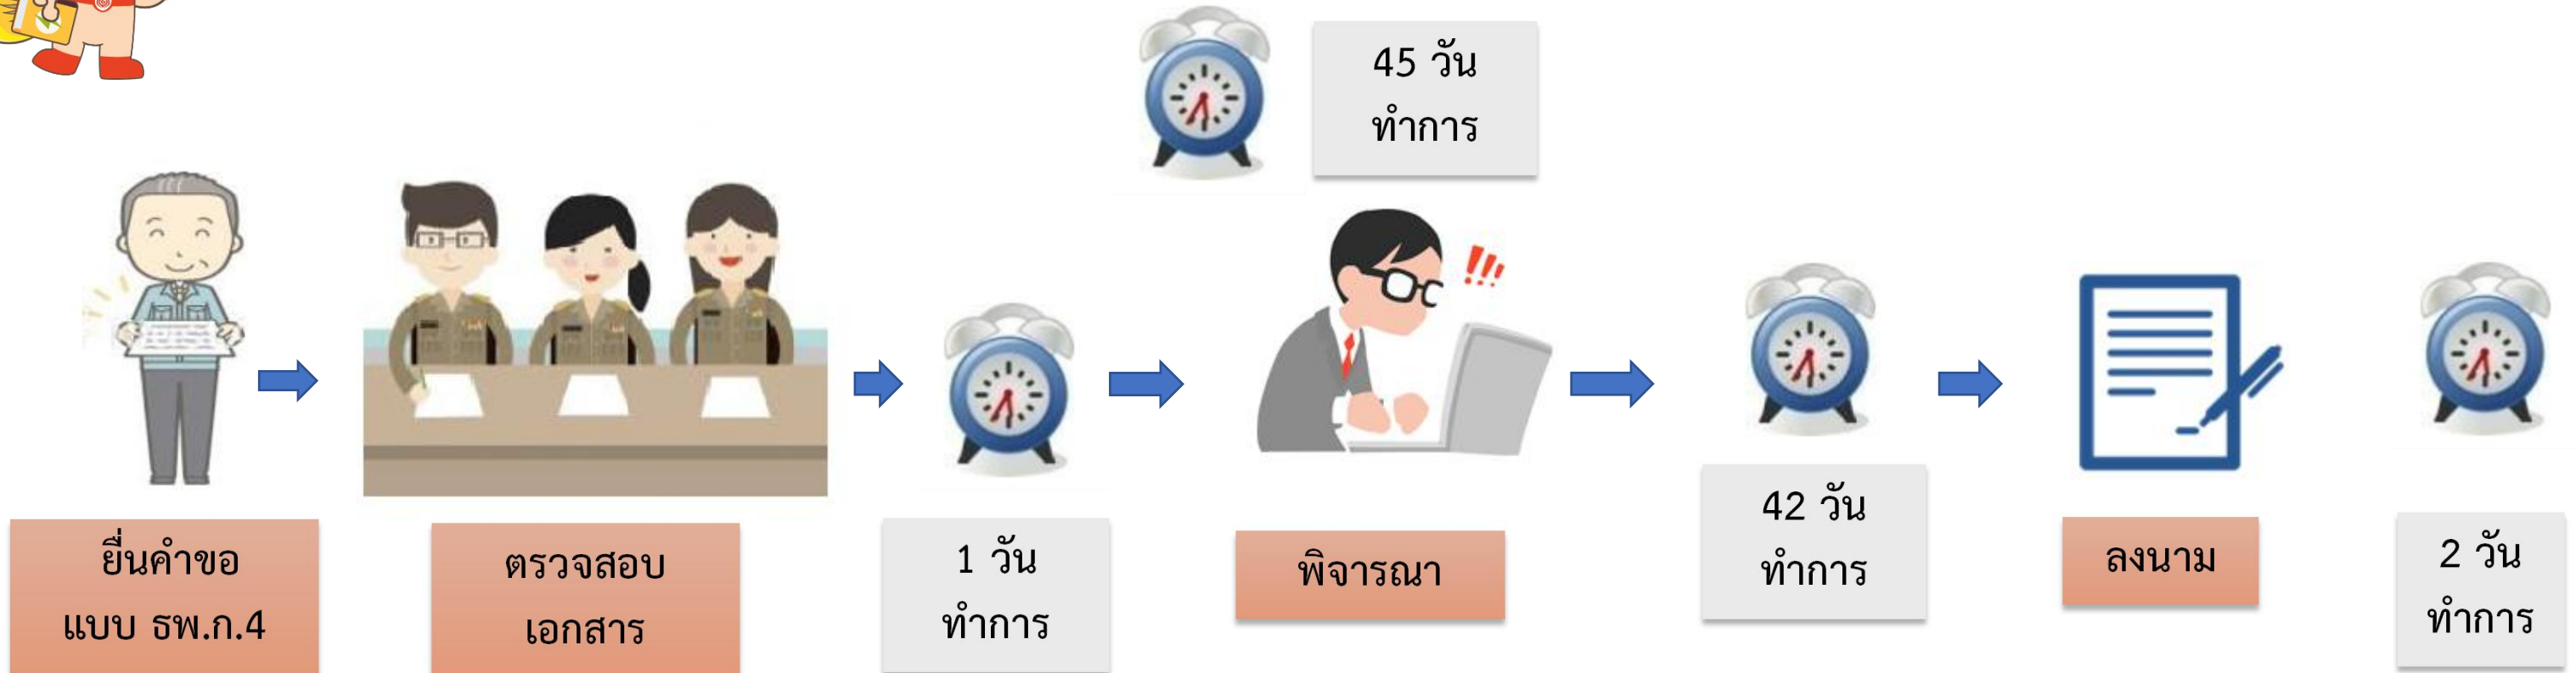 45 วัน
ทำการ
ยื่นคำขอ
แบบ ธพ.ก.4
ตรวจสอบ
เอกสาร
1 วัน
ทำการ
พิจารณา
42 วัน
ทำการ
ลงนาม
2 วัน
ทำการ